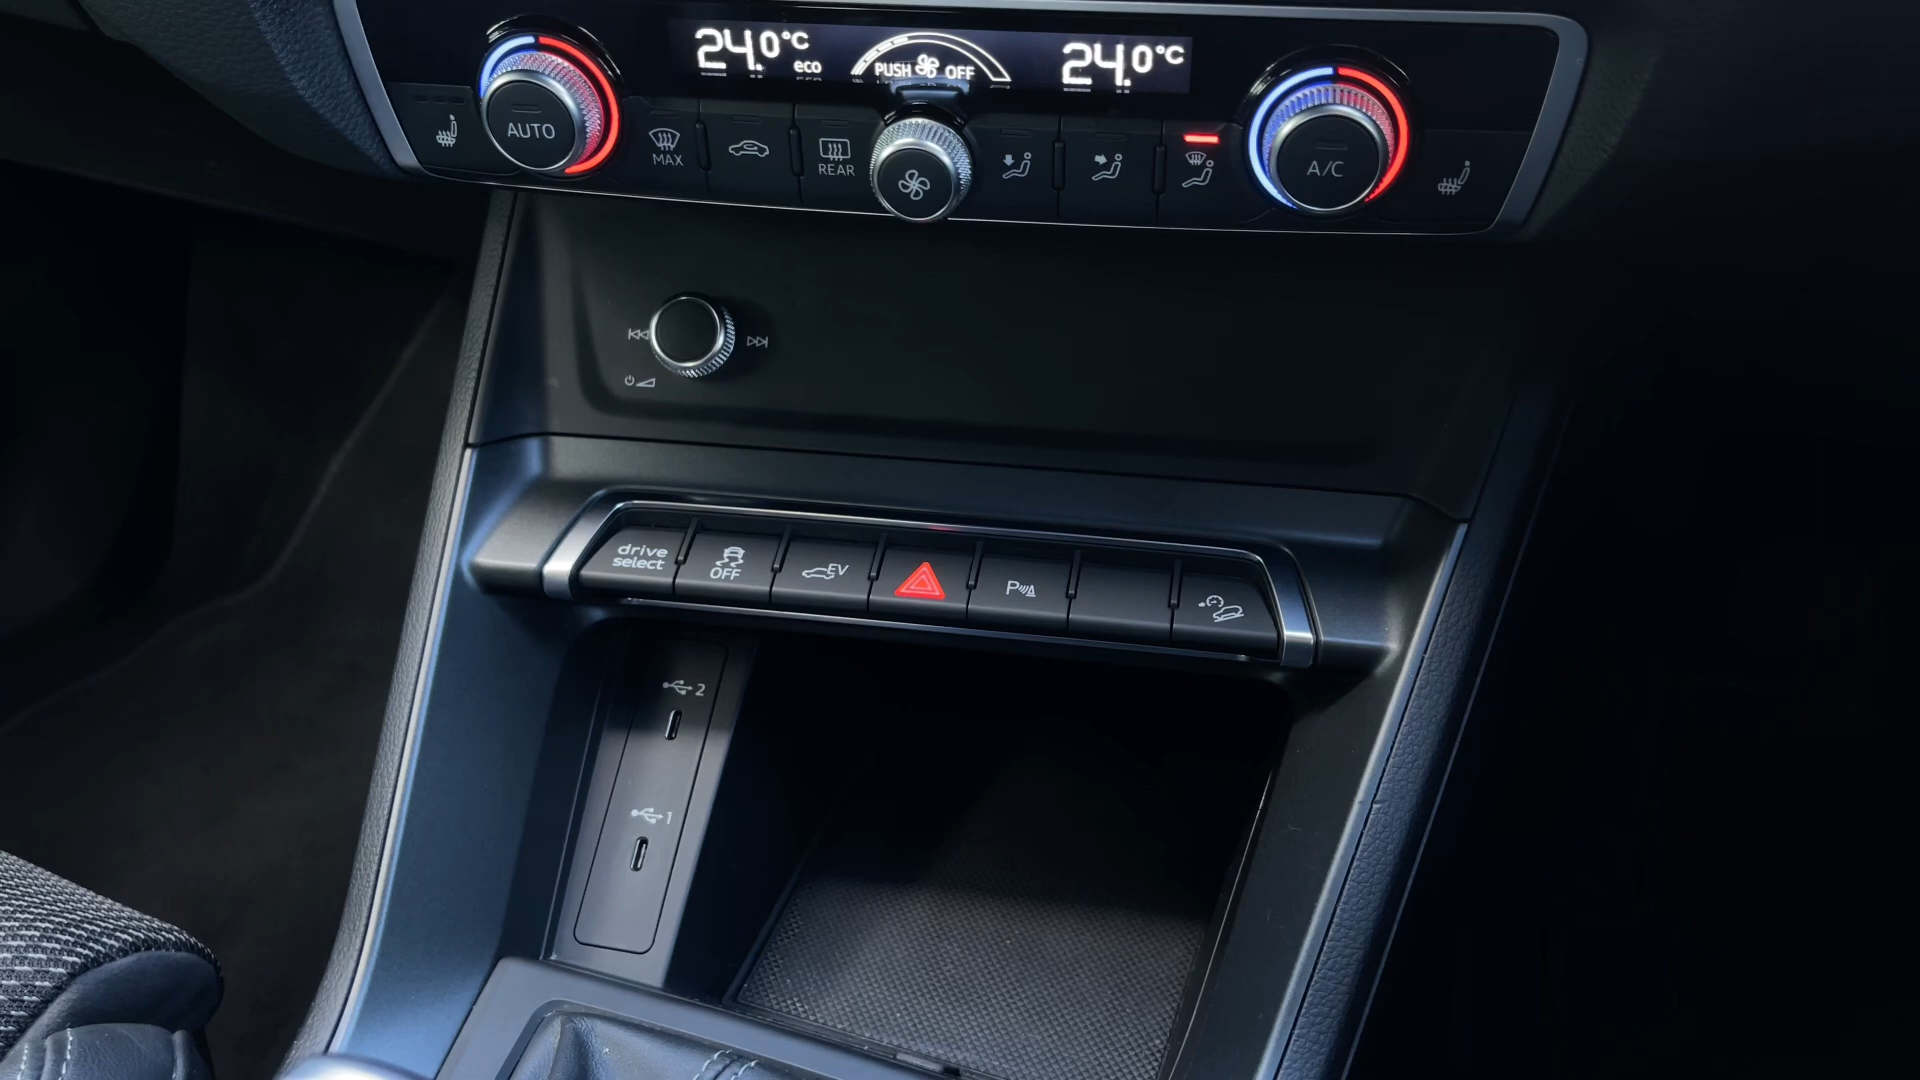 24.0°C
eco
PUSH OFF
24.0°C
AUTO
MAX
REAR
A/C
drive
select
OFF
EV
P
2
1